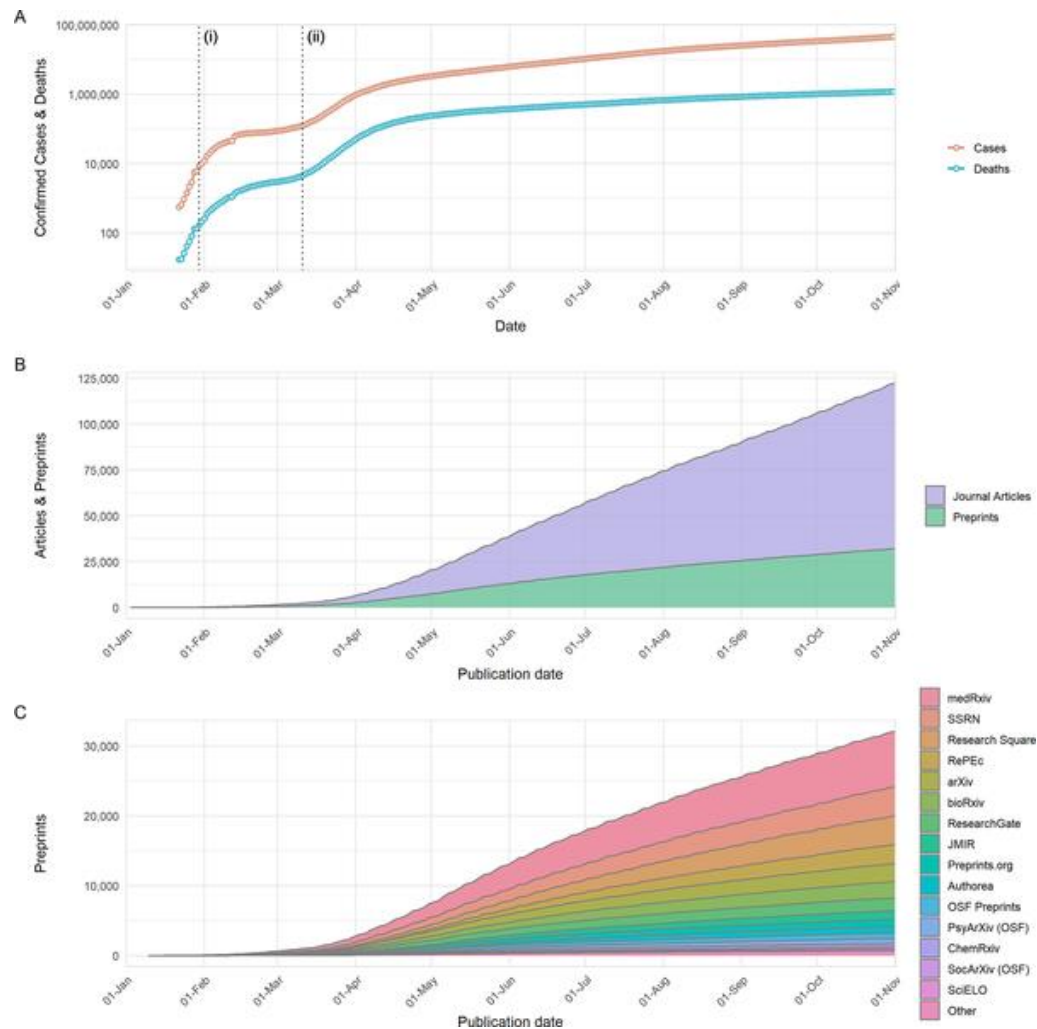 A
100,000,000
1,000,000
10,000
100
Confirmed Cases & Deaths
(i)
(ii)
01-Jan
01-Feb
01-Mar
01-Apr
01-May
01-Jun
01-Jul
01-Aug
01-Sep
01-Oct
01-Nov
Date
Cases
Deaths
B
125,000
100,000
75,000
50,000
25,000
0
Articles & Preprints
01-Jan
01-Feb
01-Mar
01-Apr
01-May
01-Jun
01-Jul
01-Aug
01-Sep
01-Oct
01-Nov
Publication date
Journal Articles
Preprints
C
30,000
20,000
10,000
0
Preprints
01-Jan
01-Feb
01-Mar
01-Apr
01-May
01-Jun
01-Jul
01-Aug
01-Sep
01-Oct
01-Nov
Publication date
medRxiv
SSRN
Research Square
RePEc
arXiv
bioRxiv
ResearchGate
JMIR
Preprints.org
Authorea
OSF Preprints
PsyArXiv (OSF)
ChemRxiv
SocArXiv (OSF)
SciELO
Other